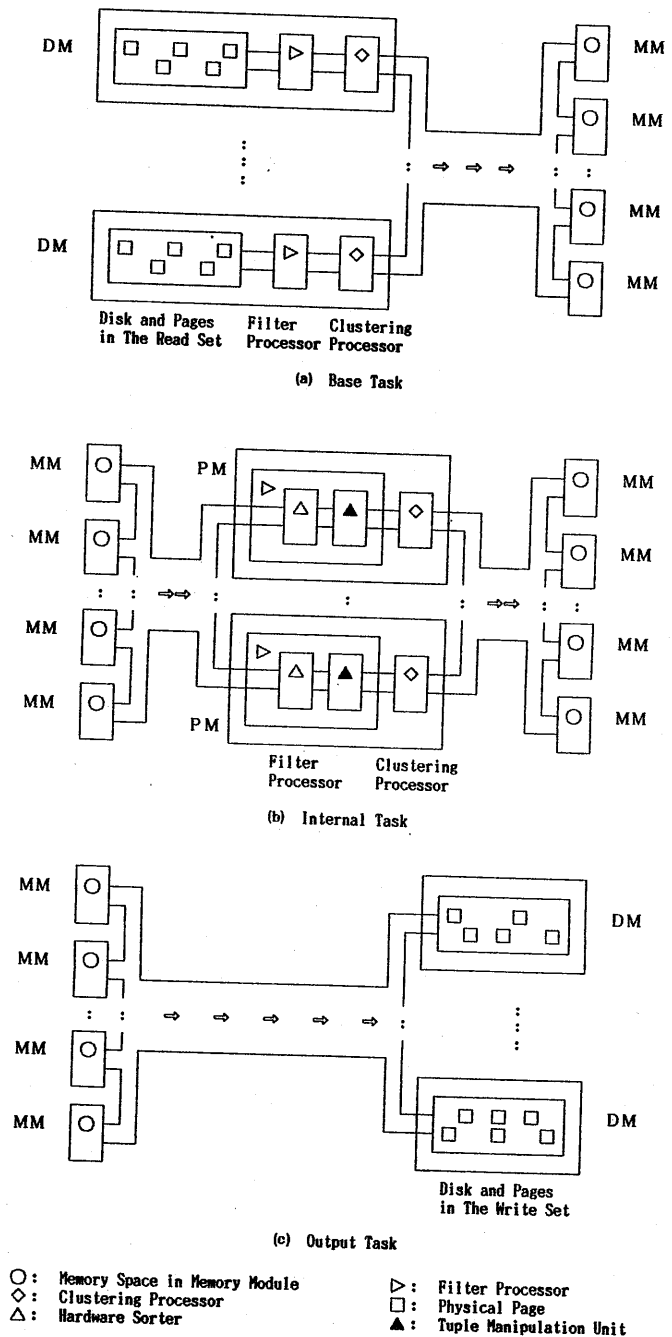 DM
MM
MM
MM
DM
MM
Disk and Pages
in The Read Set
Filter
Processor
Clustering
Processor
(a) Base Task
MM
PM
MM
MM
MM
MM
MM
MM
PM
MM
Filter
Processor
Clustering
Processor
(b) Internal Task
MM
DM
MM
MM
MM
DM
Disk and Pages
in The Write Set
(c) Output Task
○ : Memory Space in Memory Module
◇ : Clustering Processor
△ : Hardware Sorter
▷ : Filter Processor
□ : Physical Page
▲ : Tuple Manipulation Unit